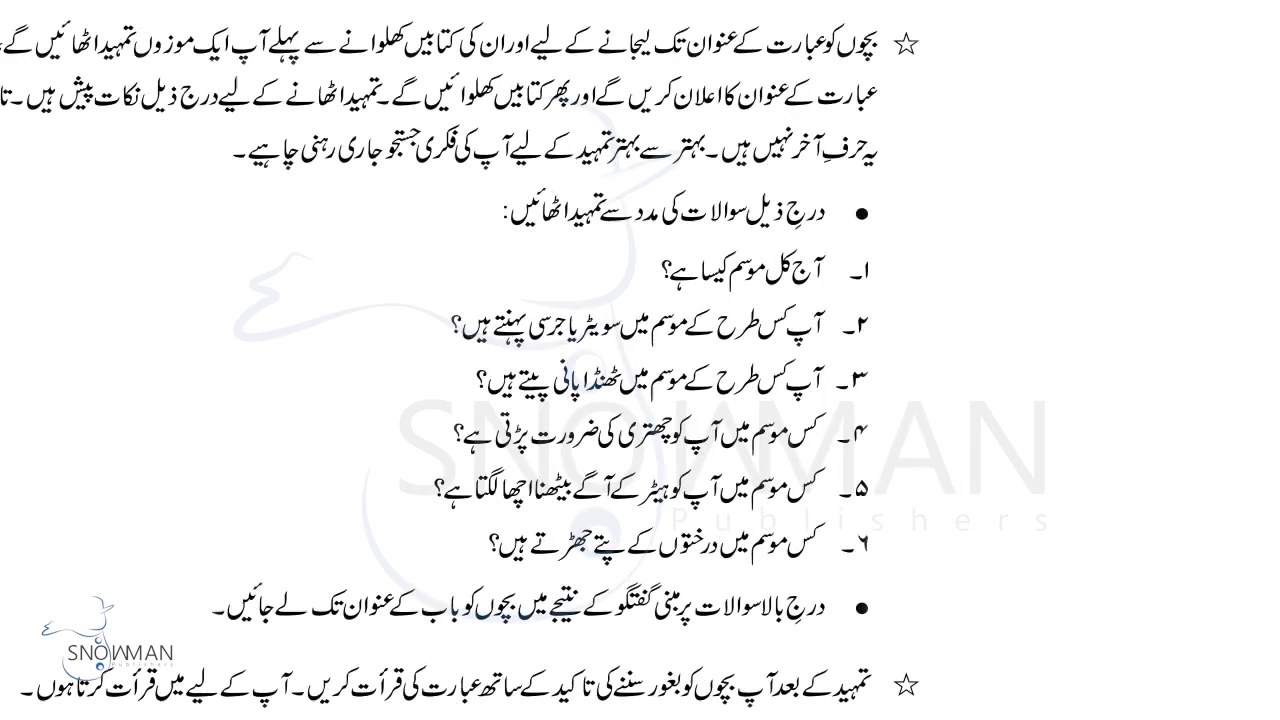 ☆ بچوں کو عبارت کے عنوان تک لیجانے کے لیے اور ان کی کتابیں کھلوانے سے پہلے آپ ایک موزوں تمہید اٹھائیں گے،
عبارت کے عنوان کا اعلان کریں گے اور پھر کتابیں کھلوائیں گے۔ تمہید اٹھانے کے لیے درج ذیل نکات پیش ہیں۔ تا
یہ حرفِ آخر نہیں ہیں۔ بہتر سے بہتر تمہید کے لیے آپ کی فکری جستجو جاری رہنی چاہیے۔
● درجِ ذیل سوالات کی مدد سے تمہید اٹھائیں:
۱۔ آج کل موسم کیسا ہے؟
۲۔ آپ کس طرح کے موسم میں سویٹر یا جرسی پہنتے ہیں؟
۳۔ آپ کس طرح کے موسم میں ٹھنڈا پانی پیتے ہیں؟
۴۔ کس موسم میں آپ کو چھتری کی ضرورت پڑتی ہے؟
۵۔ کس موسم میں آپ کو ہیٹر کے آگے بیٹھنا اچھا لگتا ہے؟
۶۔ کس موسم میں درختوں کے پتے جھڑتے ہیں؟
● درجِ بالا سوالات پر مبنی گفتگو کے نتیجے میں بچوں کو باب کے عنوان تک لے جائیں۔
☆ تمہید کے بعد آپ بچوں کو بغور سننے کی تاکید کے ساتھ عبارت کی قرأت کریں۔ آپ کے لیے میں قرأت کرتا ہوں۔
SNOWMAN
Publishers
SNOWMAN
Publishers